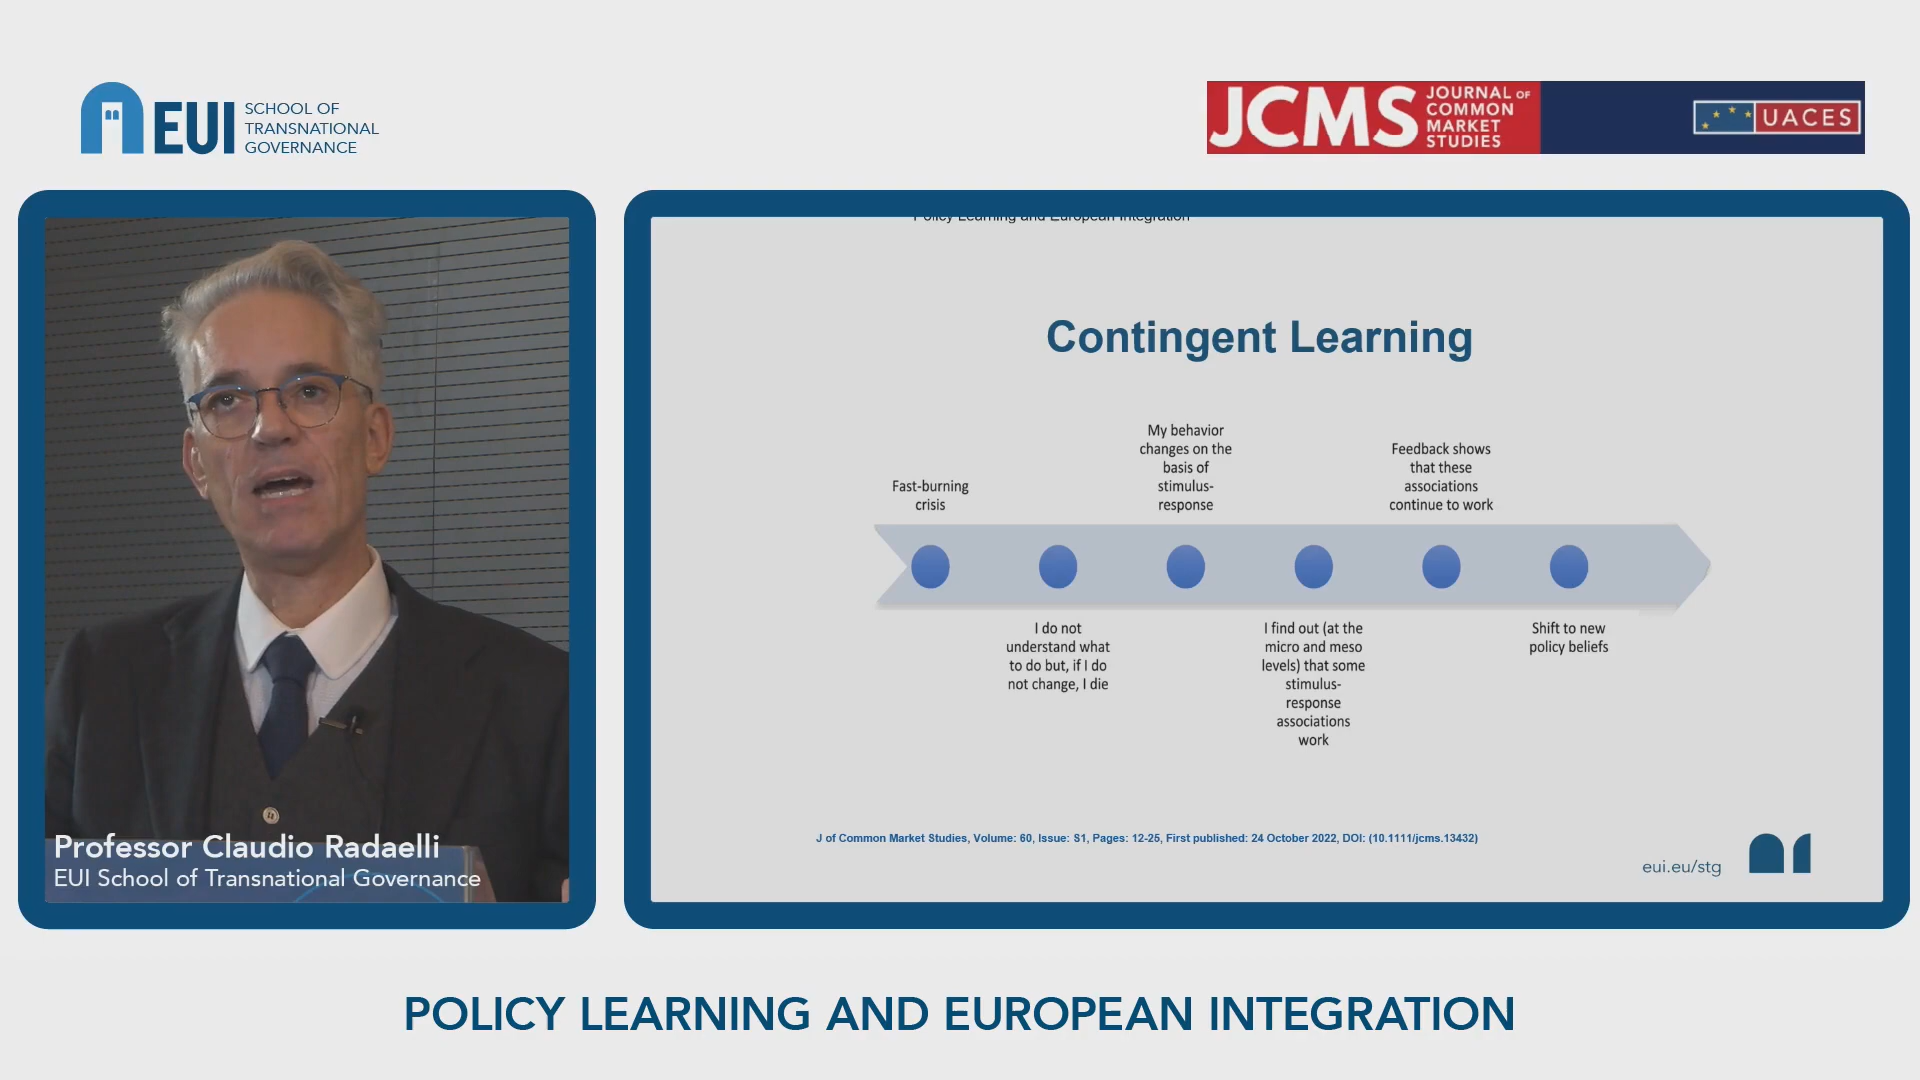 EUI
SCHOOL OF
TRANSNATIONAL
GOVERNANCE
JCMS
JOURNAL OF
COMMON
MARKET
STUDIES
UACES
Professor Claudio Radaelli
EUI School of Transnational Governance
Policy Learning and European Integration
Contingent Learning
Fast-burning
crisis
I do not
understand what
to do but, if I do
not change, I die
My behavior
changes on the
basis of
stimulus-
response
I find out (at the
micro and meso
levels) that some
stimulus-
response
associations
work
Feedback shows
that these
associations
continue to work
Shift to new
policy beliefs
J of Common Market Studies, Volume: 60, Issue: S1, Pages: 12-25, First published: 24 October 2022, DOI: (10.1111/jcms.13432)
eui.eu/stg
POLICY LEARNING AND EUROPEAN INTEGRATION